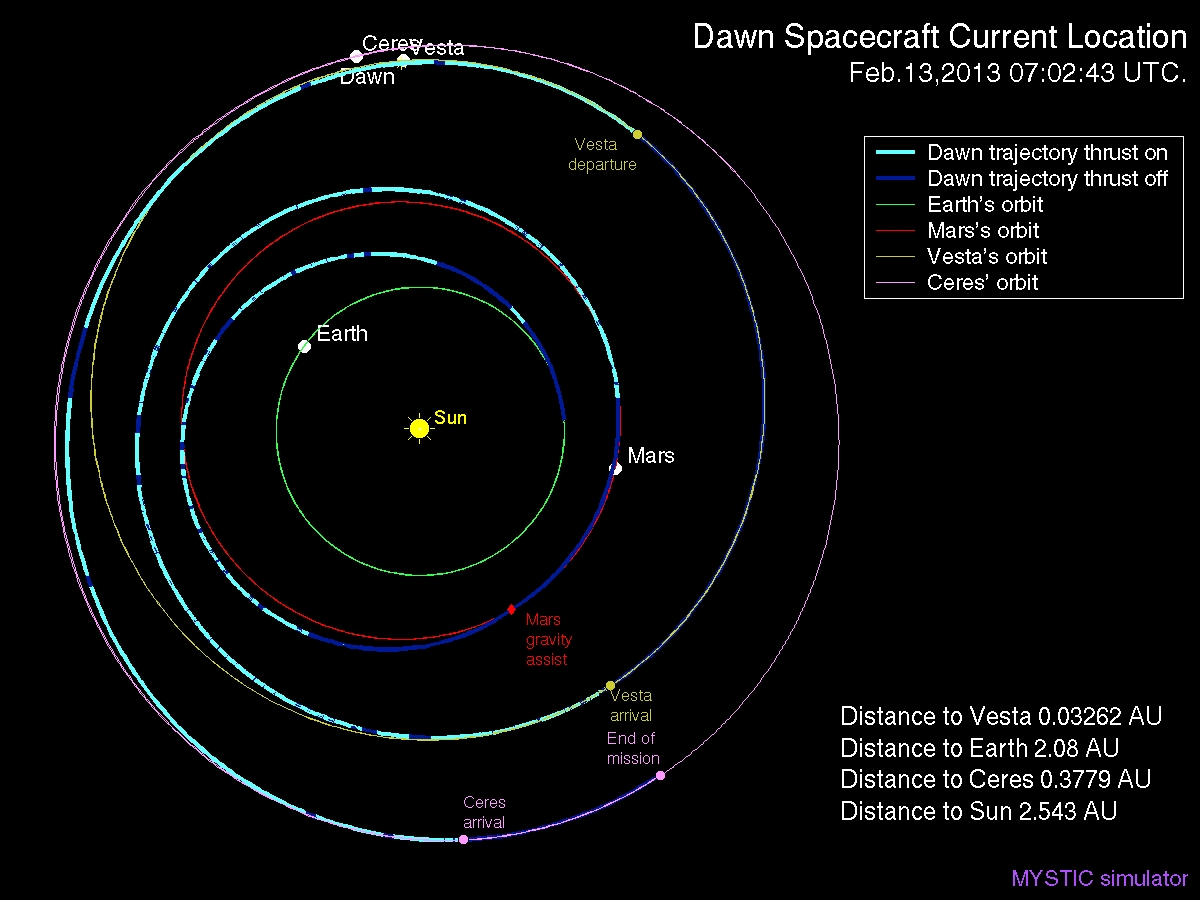 Dawn Spacecraft Current Location
Feb.13,2013 07:02:43 UTC.
Ceres
Vesta
Dawn
Vesta
departure
Dawn trajectory thrust on
Dawn trajectory thrust off
Earth's orbit
Mars's orbit
Vesta's orbit
Ceres' orbit
Earth
Sun
Mars
Mars
gravity
assist
Vesta
arrival
End of
mission
Ceres
arrival
Distance to Vesta 0.03262 AU
Distance to Earth 2.08 AU
Distance to Ceres 0.3779 AU
Distance to Sun 2.543 AU
MYSTIC simulator